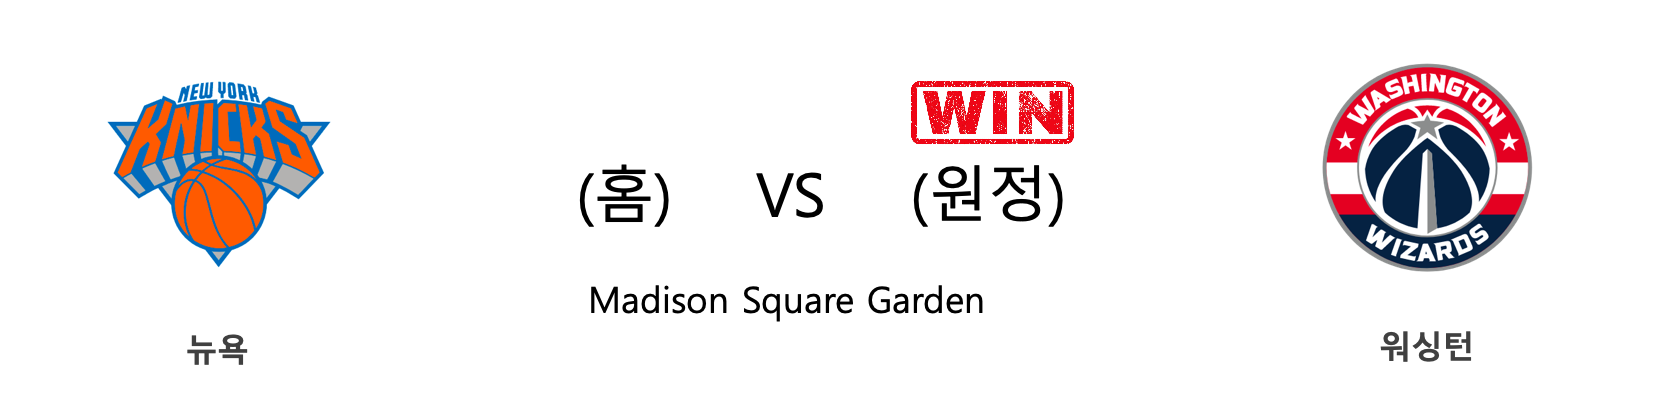 NEW YORK
KNICKS
WIN
(홈) VS (원정)
Madison Square Garden
뉴욕
WASHINGTON
WIZARDS
워싱턴